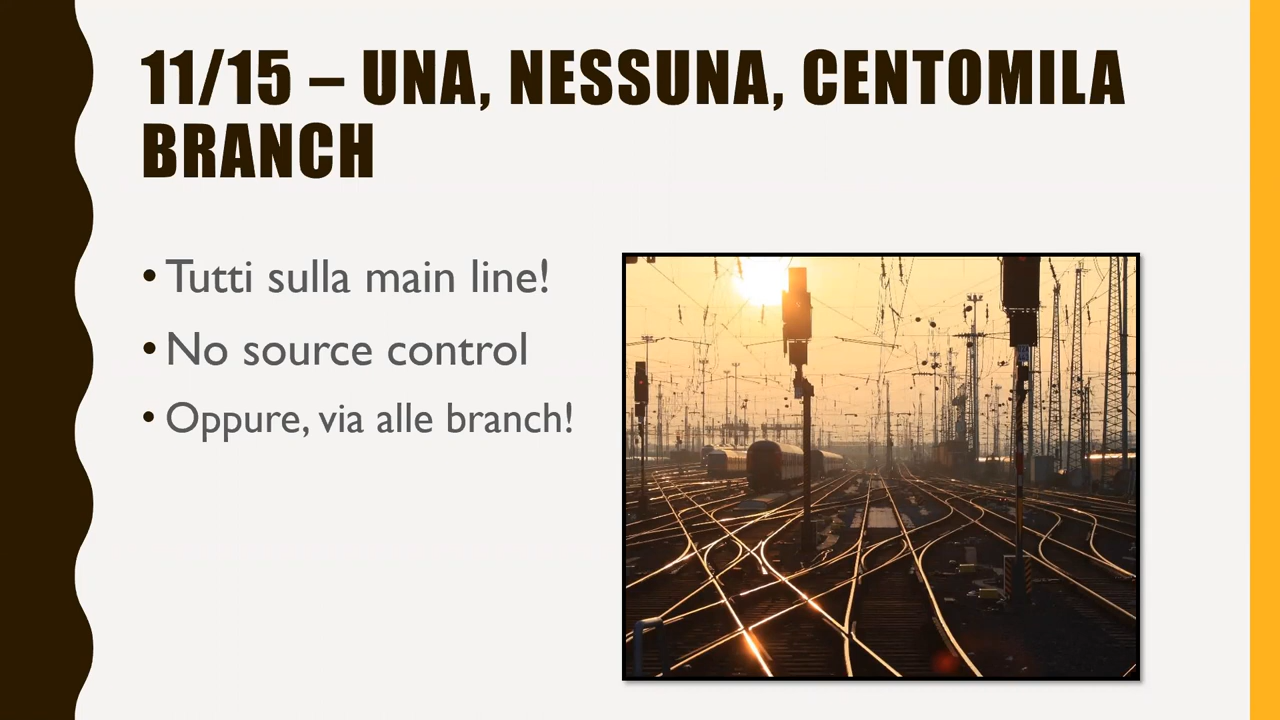 11/15 – UNA, NESSUNA, CENTOMILA
BRANCH
• Tutti sulla main line!
• No source control
• Oppure, via alle branch!